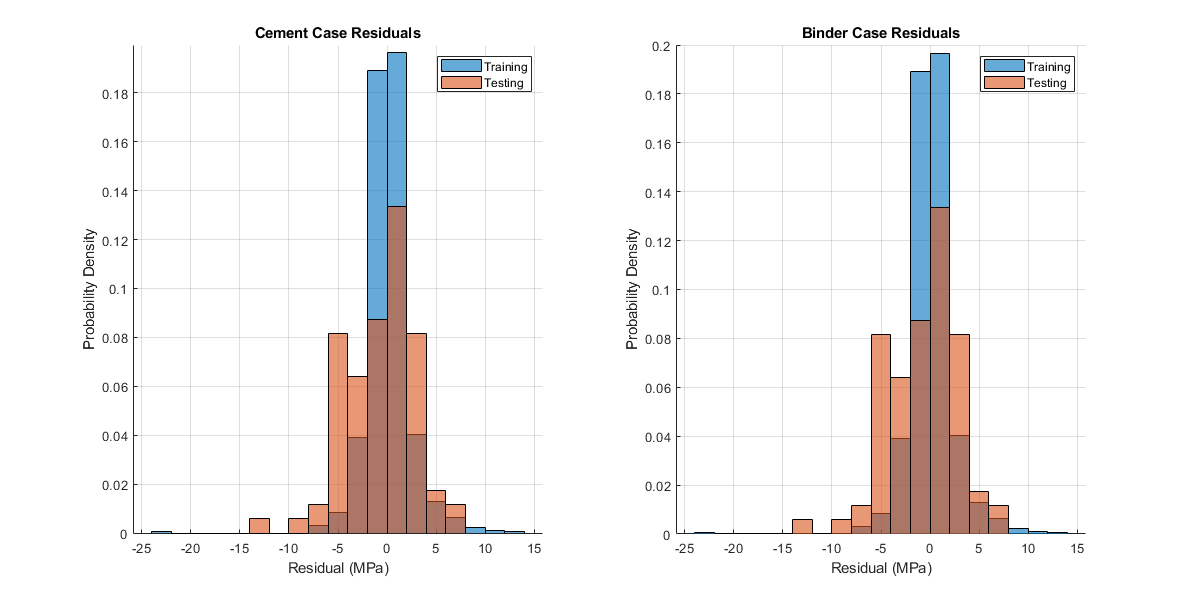 Cement Case Residuals
Training
Testing
0.18
0.16
0.14
0.12
0.1
0.08
0.06
0.04
0.02
0
Probability Density
-25 -20 -15 -10 -5 0 5 10 15
Residual (MPa)
Binder Case Residuals
Training
Testing
0.2
0.18
0.16
0.14
0.12
0.1
0.08
0.06
0.04
0.02
0
Probability Density
-25 -20 -15 -10 -5 0 5 10 15
Residual (MPa)